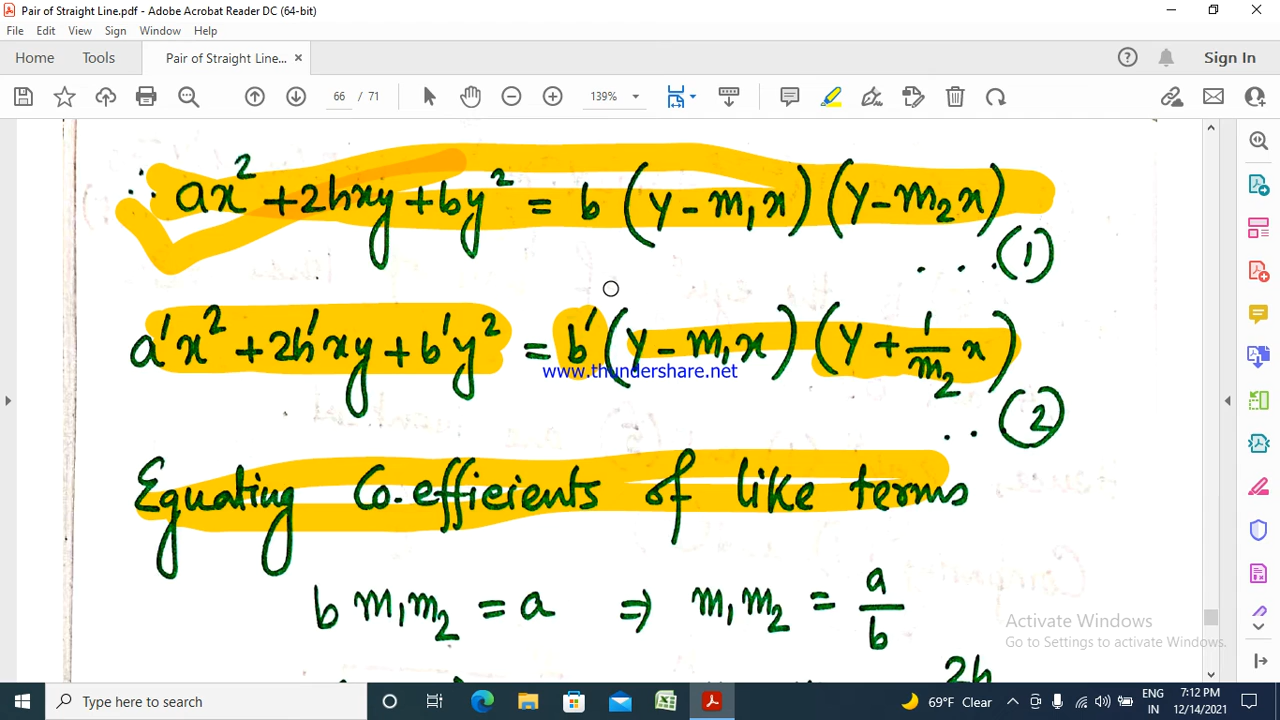 Pair of Straight Line.pdf - Adobe Acrobat Reader DC (64-bit)
File Edit View Sign Window Help
Home Tools Pair of Straight Line... × Sign In
66 / 71 139%
∴ ax² + 2hxy + by² = b (y - m₁x) (y - m₂x)
... (1)
a'x² + 2h'xy + b'y² = b' (y - m₁x) (y + 1/m₂ x)
www.thundershare.net
.. (2)
Equating Co-efficients of like terms
b m₁m₂ = a ⇒ m₁m₂ = a/b
2h
Activate Windows
Go to Settings to activate Windows.
Type here to search 69°F Clear ENG IN 7:12 PM 12/14/2021